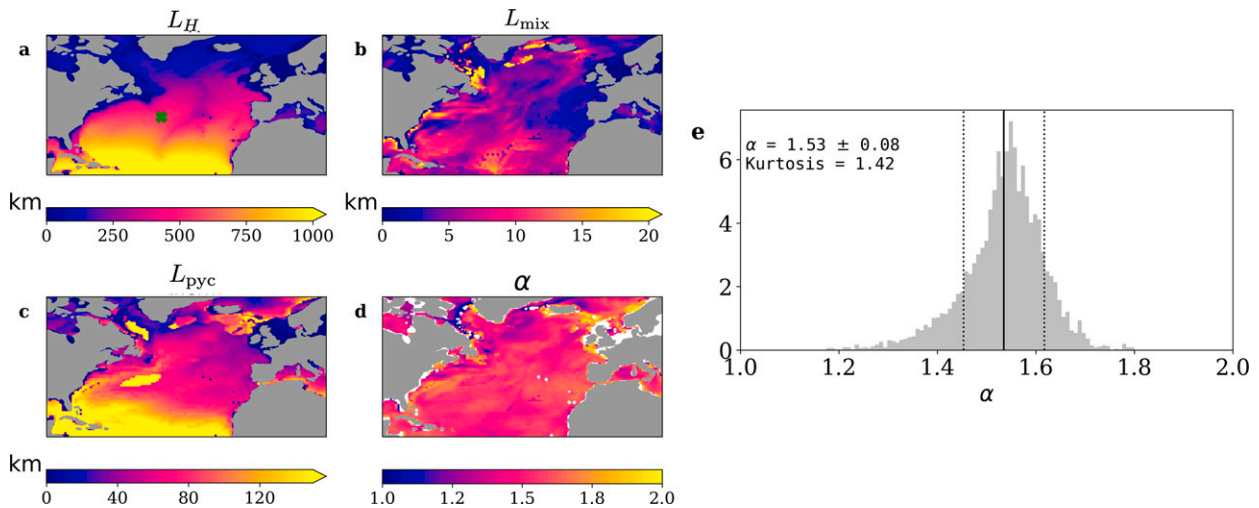 L_H
a
L_mix
b
km
0 250 500 750 1000
km
0 5 10 15 20
L_pyc
c
α
d
km
0 40 80 120
1.0 1.2 1.5 1.8 2.0
e
α = 1.53 ± 0.08
Kurtosis = 1.42
6
4
2
0
1.0 1.2 1.4 1.6 1.8 2.0
α